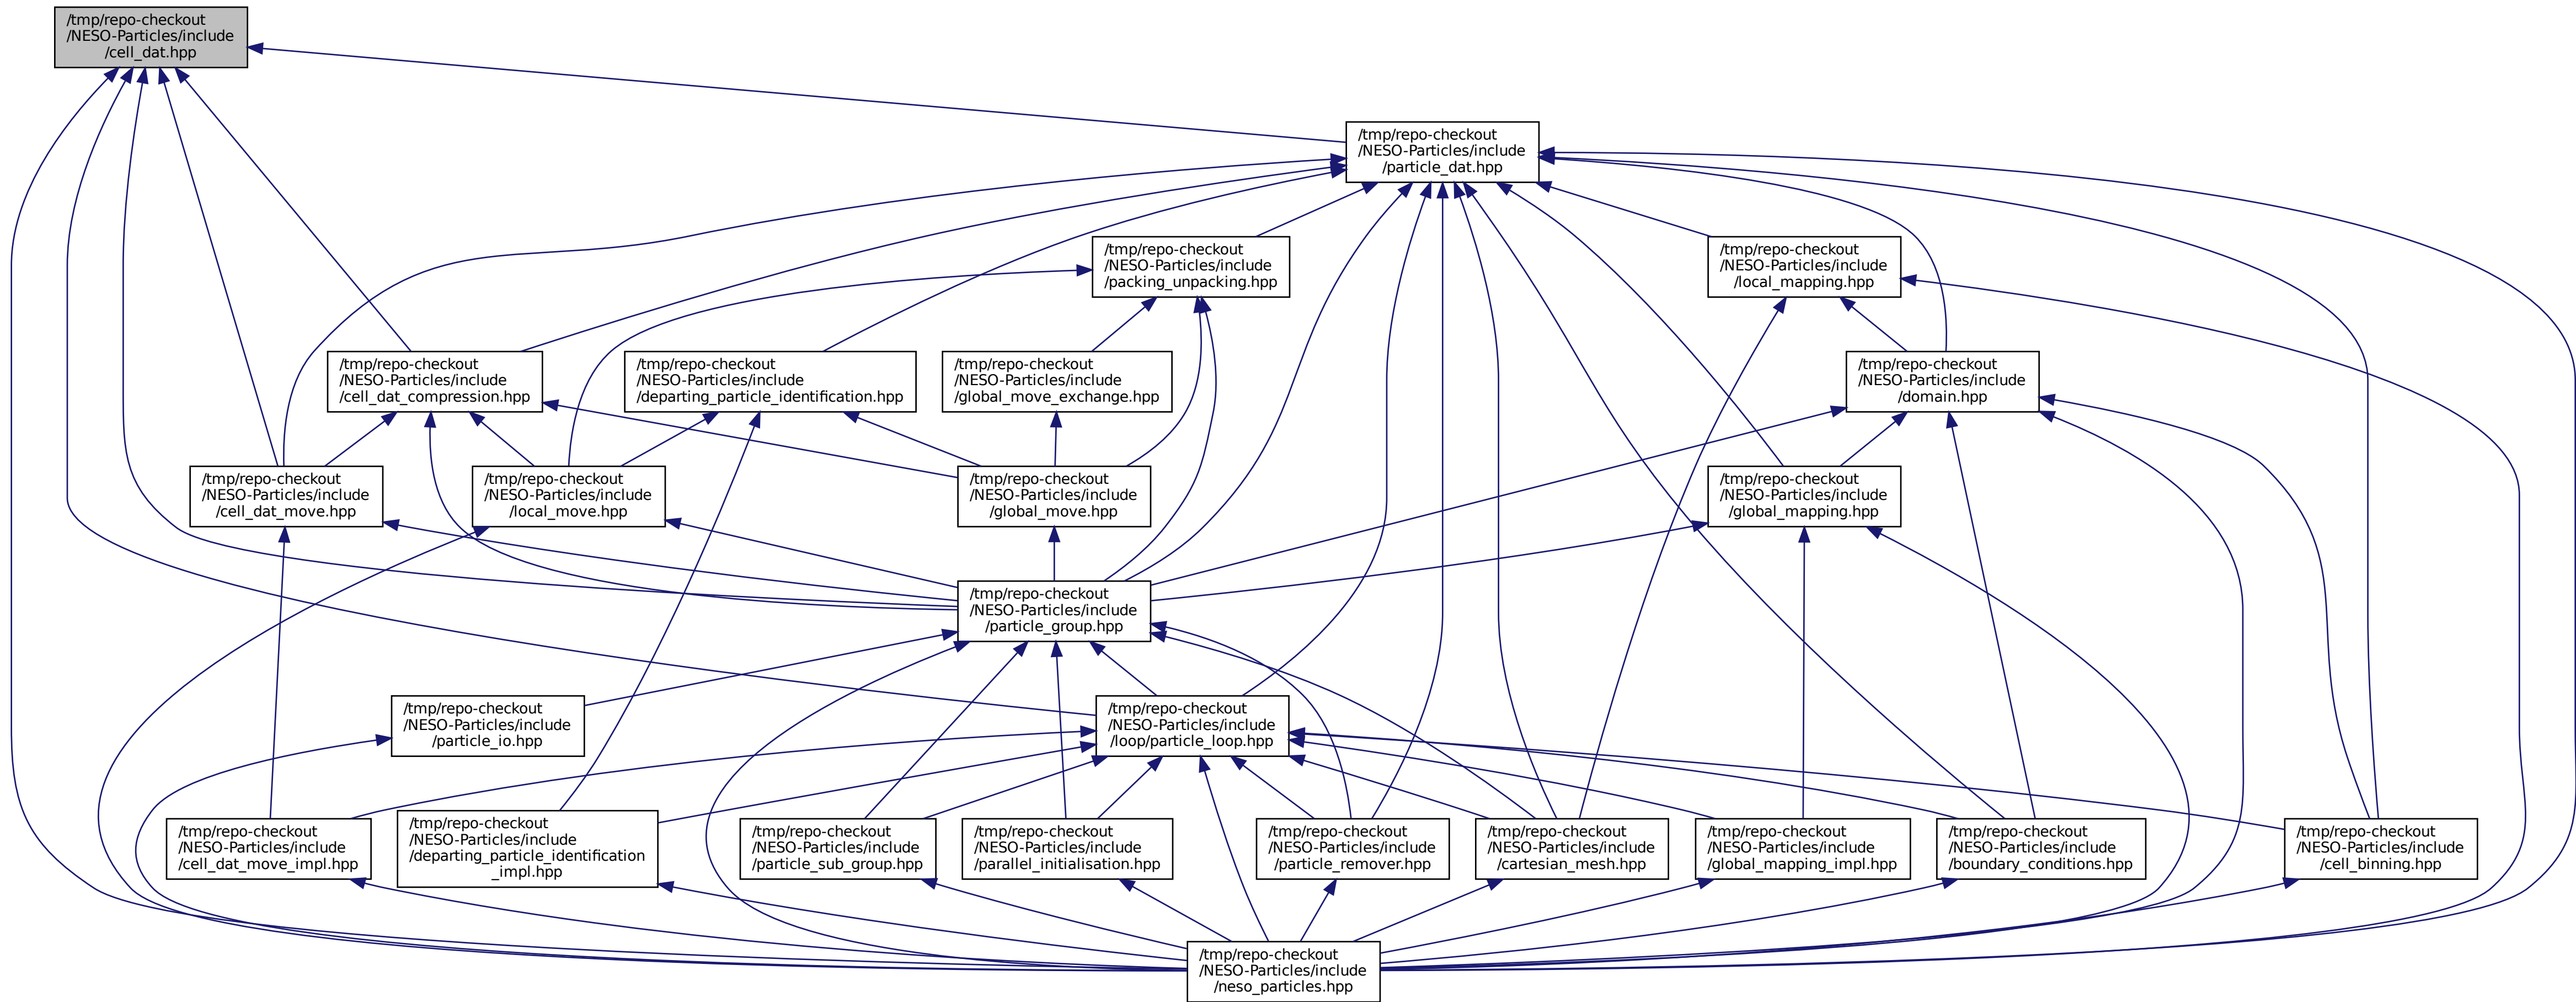 /tmp/repo-checkout
/NESO-Particles/include
/cell_dat.hpp
/tmp/repo-checkout
/NESO-Particles/include
/particle_dat.hpp
/tmp/repo-checkout
/NESO-Particles/include
/packing_unpacking.hpp
/tmp/repo-checkout
/NESO-Particles/include
/local_mapping.hpp
/tmp/repo-checkout
/NESO-Particles/include
/cell_dat_compression.hpp
/tmp/repo-checkout
/NESO-Particles/include
/departing_particle_identification.hpp
/tmp/repo-checkout
/NESO-Particles/include
/global_move_exchange.hpp
/tmp/repo-checkout
/NESO-Particles/include
/domain.hpp
/tmp/repo-checkout
/NESO-Particles/include
/cell_dat_move.hpp
/tmp/repo-checkout
/NESO-Particles/include
/local_move.hpp
/tmp/repo-checkout
/NESO-Particles/include
/global_move.hpp
/tmp/repo-checkout
/NESO-Particles/include
/global_mapping.hpp
/tmp/repo-checkout
/NESO-Particles/include
/particle_group.hpp
/tmp/repo-checkout
/NESO-Particles/include
/particle_io.hpp
/tmp/repo-checkout
/NESO-Particles/include
/loop/particle_loop.hpp
/tmp/repo-checkout
/NESO-Particles/include
/cell_dat_move_impl.hpp
/tmp/repo-checkout
/NESO-Particles/include
/departing_particle_identification
_impl.hpp
/tmp/repo-checkout
/NESO-Particles/include
/particle_sub_group.hpp
/tmp/repo-checkout
/NESO-Particles/include
/parallel_initialisation.hpp
/tmp/repo-checkout
/NESO-Particles/include
/particle_remover.hpp
/tmp/repo-checkout
/NESO-Particles/include
/cartesian_mesh.hpp
/tmp/repo-checkout
/NESO-Particles/include
/global_mapping_impl.hpp
/tmp/repo-checkout
/NESO-Particles/include
/boundary_conditions.hpp
/tmp/repo-checkout
/NESO-Particles/include
/cell_binning.hpp
/tmp/repo-checkout
/NESO-Particles/include
/neso_particles.hpp